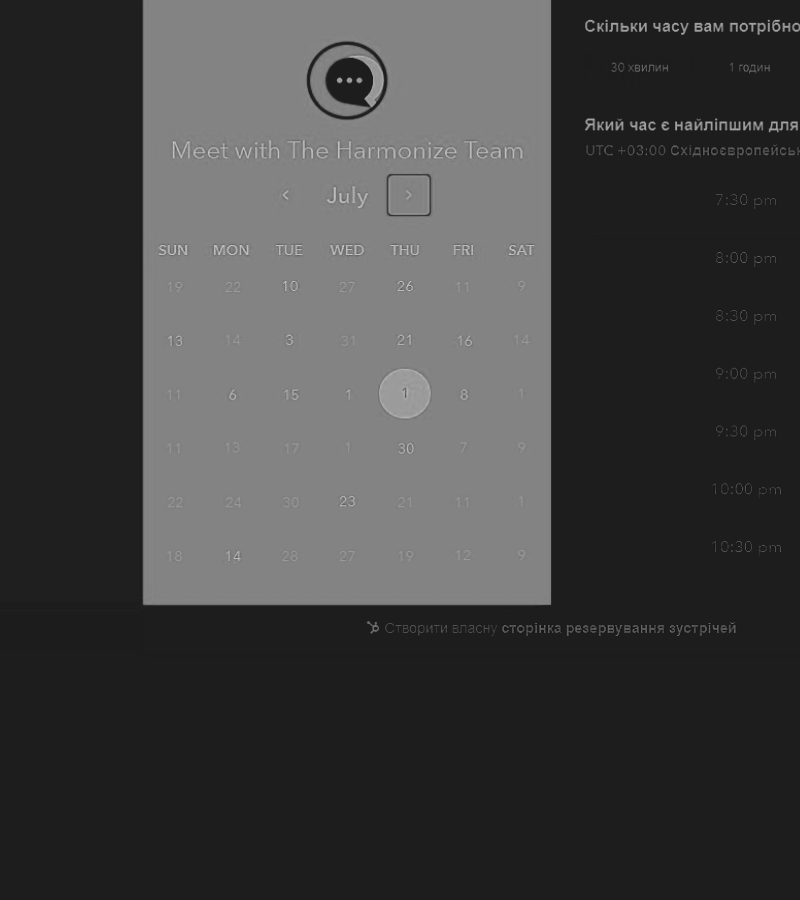 Meet with The Harmonize Team
July
SUN MON TUE WED THU FRI SAT
19 22 10 27 26 11 9
13 14 3 31 21 16 14
11 6 15 1 1 8 1
11 13 17 1 30 7 9
22 24 30 23 21 11 1
18 14 28 27 19 12 9
Скільки часу вам потрібно
30 хвилин 1 годин
Який час є найліпшим для
UTC +03:00 Східноєвропейськ
7:30 pm
8:00 pm
8:30 pm
9:00 pm
9:30 pm
10:00 pm
10:30 pm
Створити власну сторінка резервування зустрічей